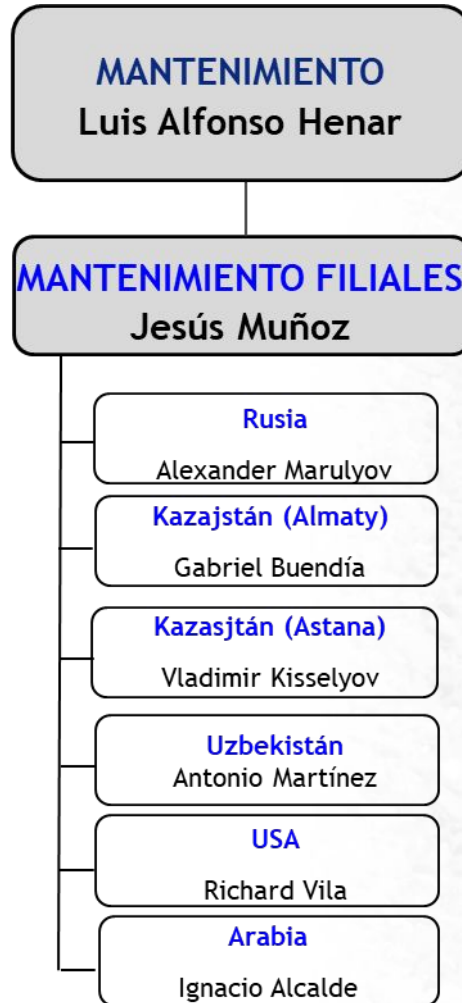 MANTENIMIENTO
Luis Alfonso Henar
MANTENIMIENTO FILIALES
Jesús Muñoz
Rusia
Alexander Marulyov
Kazajstán (Almaty)
Gabriel Buendía
Kazasjtán (Astana)
Vladimir Kisselyov
Uzbekistán
Antonio Martínez
USA
Richard Vila
Arabia
Ignacio Alcalde